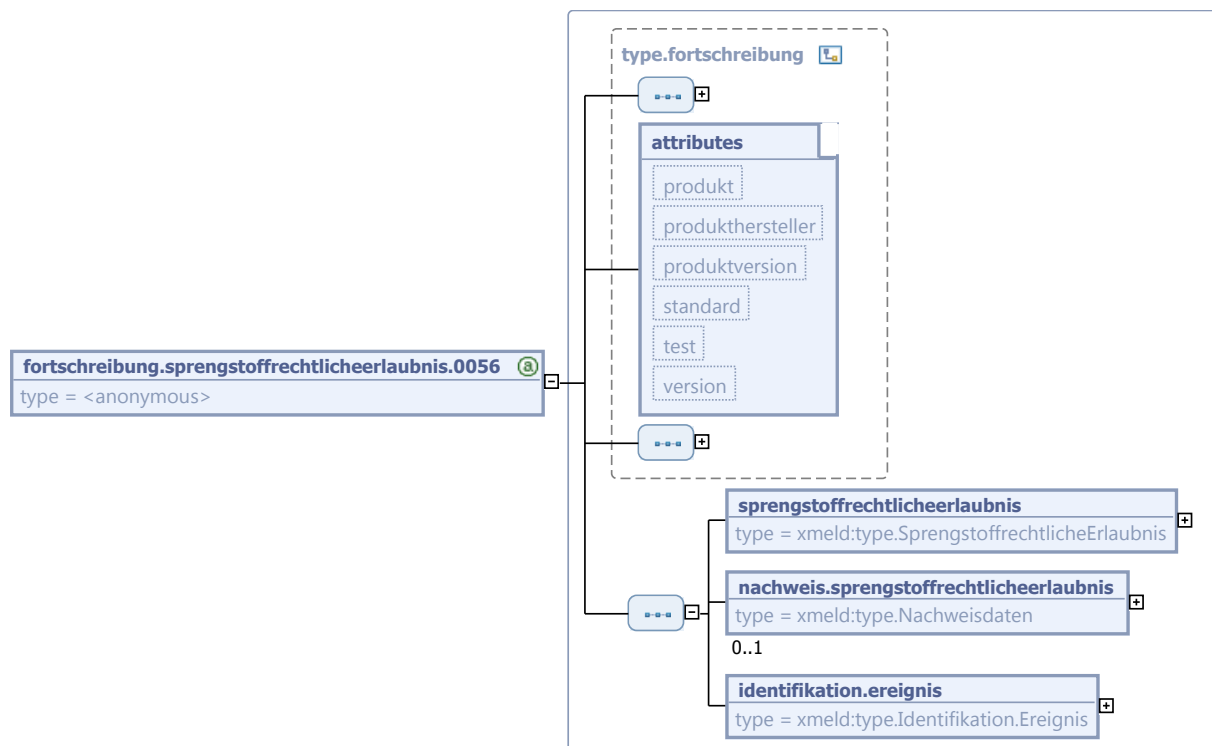 type.fortschreibung
attributes
produkt
produkthersteller
produktversion
standard
test
version
fortschreibung.sprengstoffrechtlicheerlaubnis.0056 a
type = <anonymous>
sprengstoffrechtlicheerlaubnis
type = xmeld:type.SprengstoffrechtlicheErlaubnis
nachweis.sprengstoffrechtlicheerlaubnis
type = xmeld:type.Nachweisdaten
0..1
identifikation.ereignis
type = xmeld:type.Identifikation.Ereignis